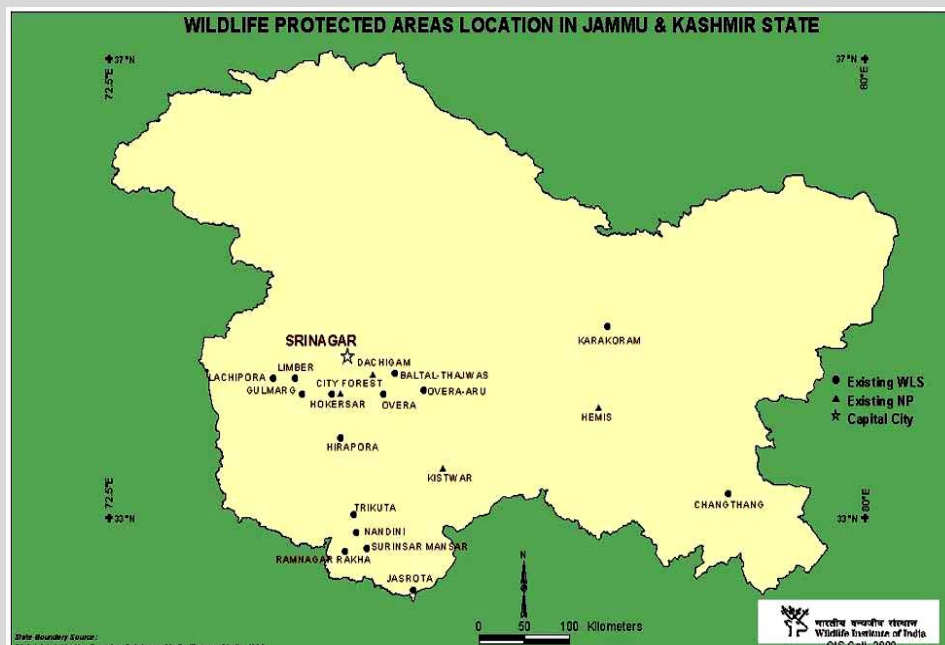 WILDLIFE PROTECTED AREAS LOCATION IN JAMMU & KASHMIR STATE
37°N
72.5°E
37°N
80°E
SRINAGAR
KARAKORAM
DACHIGAM
LIMBER
LACHIPORA
BALTAL-THAJWAS
CITY FOREST
GULMARG
OVERA-ARU
HOKERSAR
OVERA
HEMIS
Existing WLS
Existing NP
Capital City
HIRAPORA
KISTWAR
CHANGTHANG
72.5°E
33°N
33°N
80°E
TRIKUTA
NANDINI
SURINSAR MANSAR
RAMNAGAR RAKHA
JASROTA
N
0 50 100 Kilometers
भारतीय वन्यजीव संस्थान
Wildlife Institute of India
State Boundary Source: